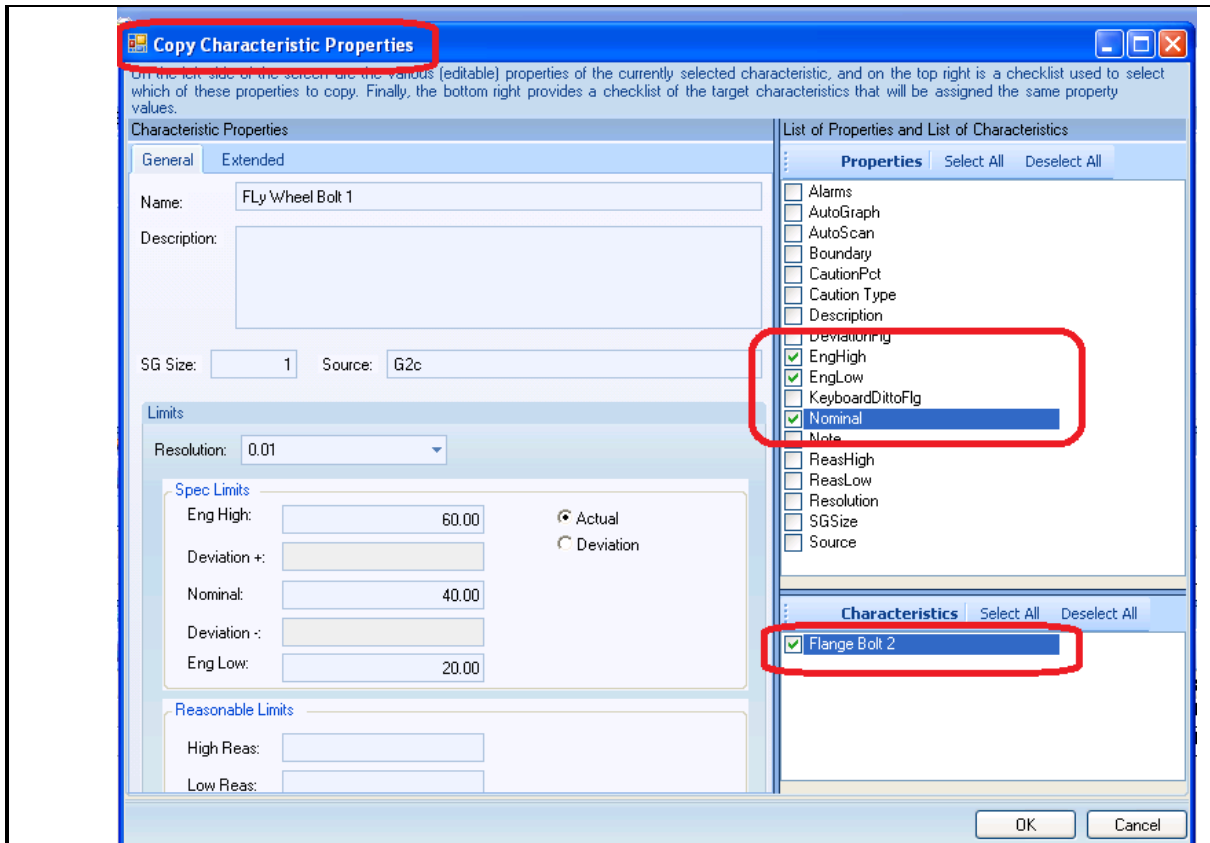 Copy Characteristic Properties
On the left side of the screen are the various (editable) properties of the currently selected characteristic, and on the top right is a checklist used to select
which of these properties to copy. Finally, the bottom right provides a checklist of the target characteristics that will be assigned the same property
values.
Characteristic Properties
General Extended
Name: FLy Wheel Bolt 1
Description:
SG Size: 1 Source: G2c
Limits
Resolution: 0.01
Spec Limits
Eng High: 60.00 Actual
Deviation
Deviation +:
Nominal: 40.00
Deviation -:
Eng Low: 20.00
Reasonable Limits
High Reas:
Low Reas:
List of Properties and List of Characteristics
Properties Select All Deselect All
Alarms
AutoGraph
AutoScan
Boundary
CautionPct
Caution Type
Description
DeviationFlg
EngHigh
EngLow
KeyboardDittoFlg
Nominal
Note
ReasHigh
ReasLow
Resolution
SGSize
Source
Characteristics Select All Deselect All
Flange Bolt 2
OK Cancel